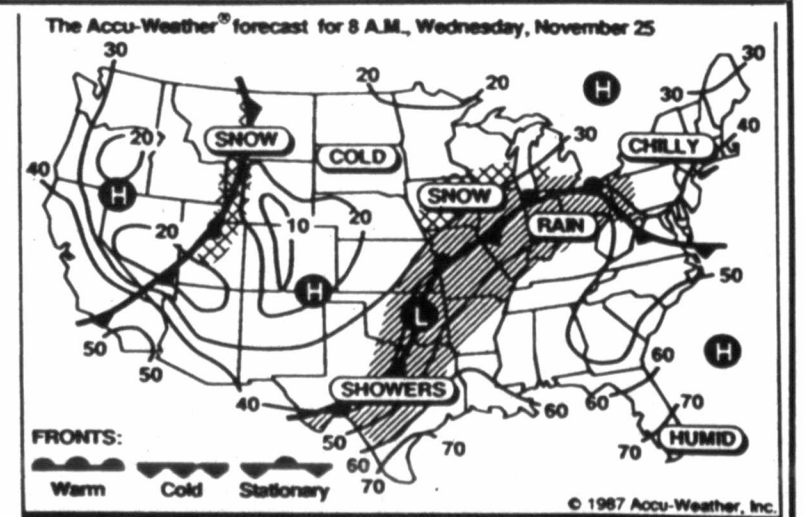 The Accu-Weather® forecast for 8 A.M., Wednesday, November 25
30
20
20
H
30
30
20
SNOW
COLD
30
CHILLY
40
40
H
SNOW
20
10
20
RAIN
H
50
L
H
50
50
60
SHOWERS
40
60
60
70
FRONTS:
50
70
70
HUMID
60
70
Warm Cold Stationary
© 1987 Accu-Weather, Inc.